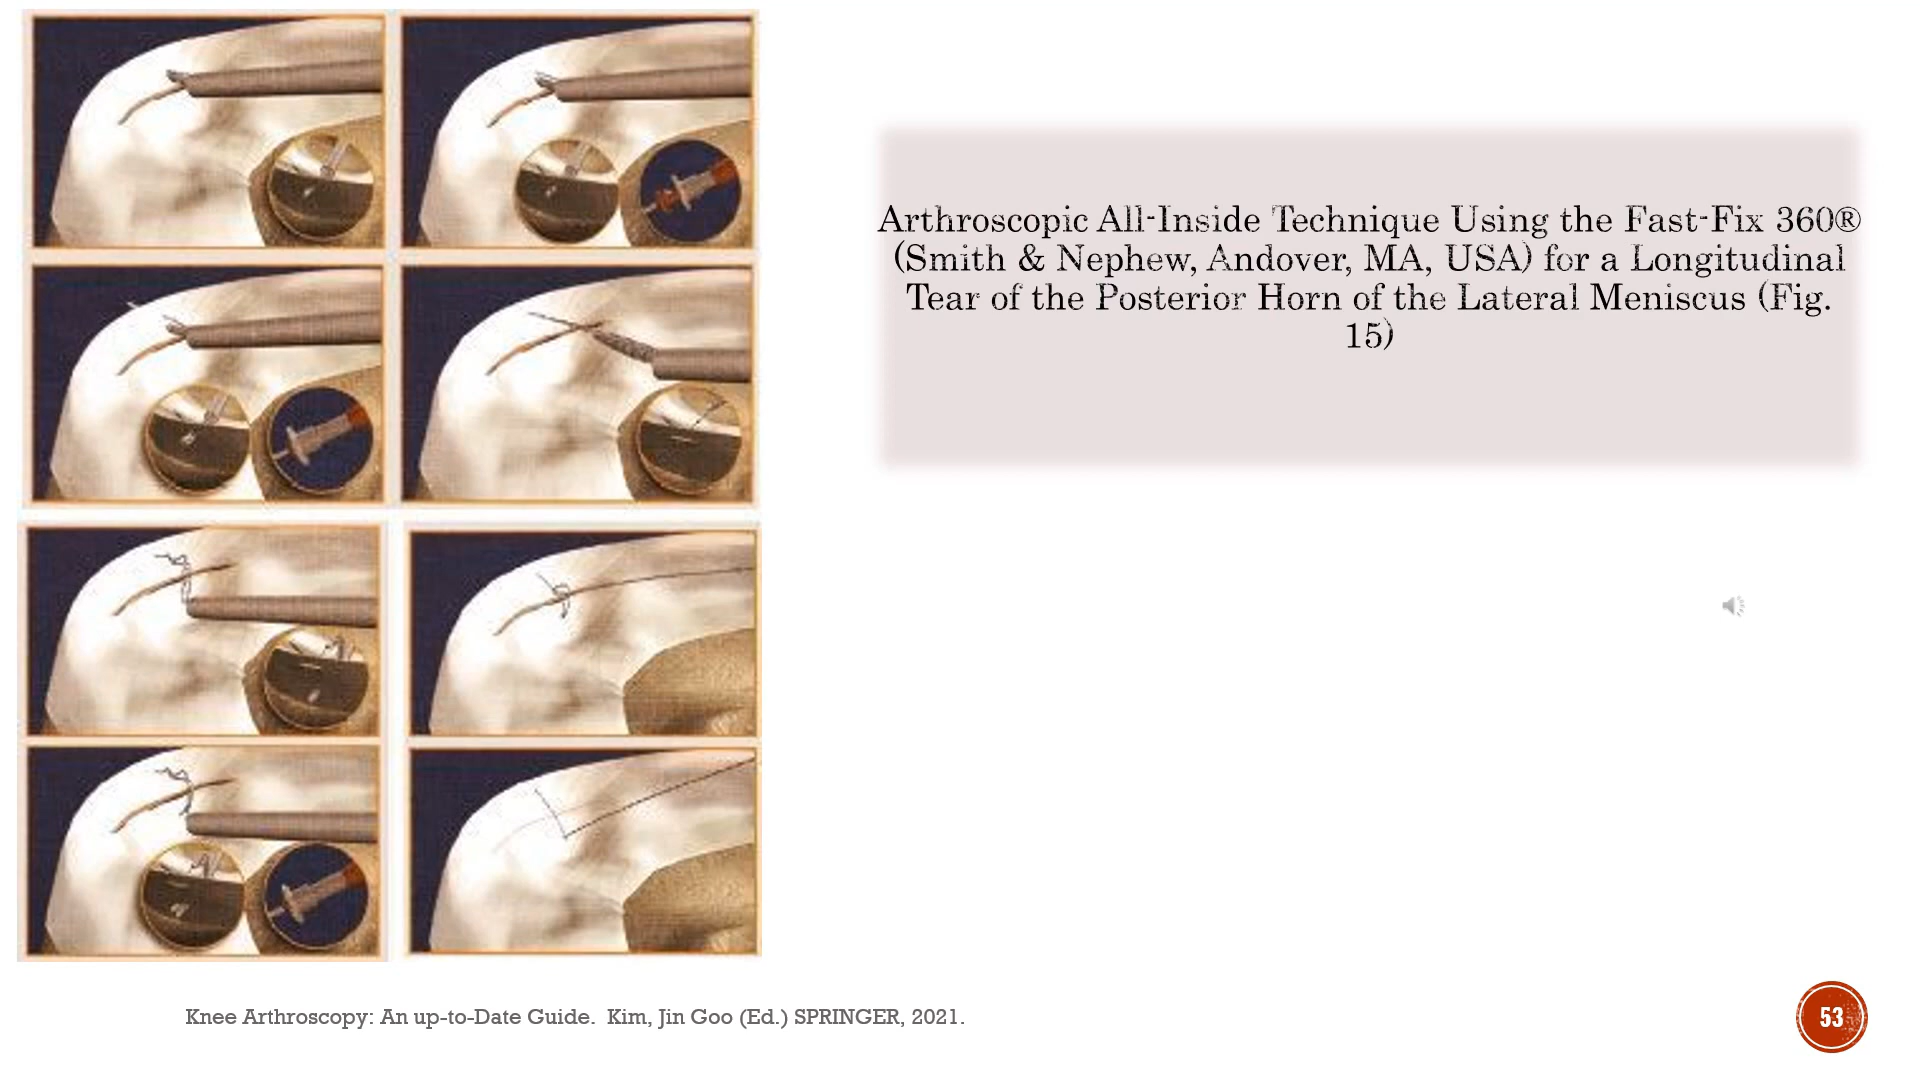 Arthroscopic All-Inside Technique Using the Fast-Fix 360®
(Smith & Nephew, Andover, MA, USA) for a Longitudinal
Tear of the Posterior Horn of the Lateral Meniscus (Fig.
15)
Knee Arthroscopy: An up-to-Date Guide. Kim, Jin Goo (Ed.) SPRINGER, 2021.
53